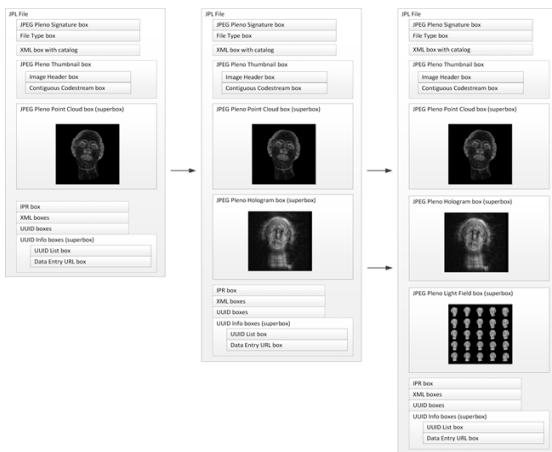 JPL File
JPEG Pleno Signature box
File Type box
XML box with catalog
JPEG Pleno Thumbnail box
Image Header box
Contiguous Codestream box
JPEG Pleno Point Cloud box (superbox)
IPR box
XML boxes
UUID boxes
UUID Info boxes (superbox)
UUID List box
Data Entry URL box
JPL File
JPEG Pleno Signature box
File Type box
XML box with catalog
JPEG Pleno Thumbnail box
Image Header box
Contiguous Codestream box
JPEG Pleno Point Cloud box (superbox)
JPEG Pleno Hologram box (superbox)
IPR box
XML boxes
UUID boxes
UUID Info boxes (superbox)
UUID List box
Data Entry URL box
JPL File
JPEG Pleno Signature box
File Type box
XML box with catalog
JPEG Pleno Thumbnail box
Image Header box
Contiguous Codestream box
JPEG Pleno Point Cloud box (superbox)
JPEG Pleno Hologram box (superbox)
JPEG Pleno Light Field box (superbox)
IPR box
XML boxes
UUID boxes
UUID Info boxes (superbox)
UUID List box
Data Entry URL box